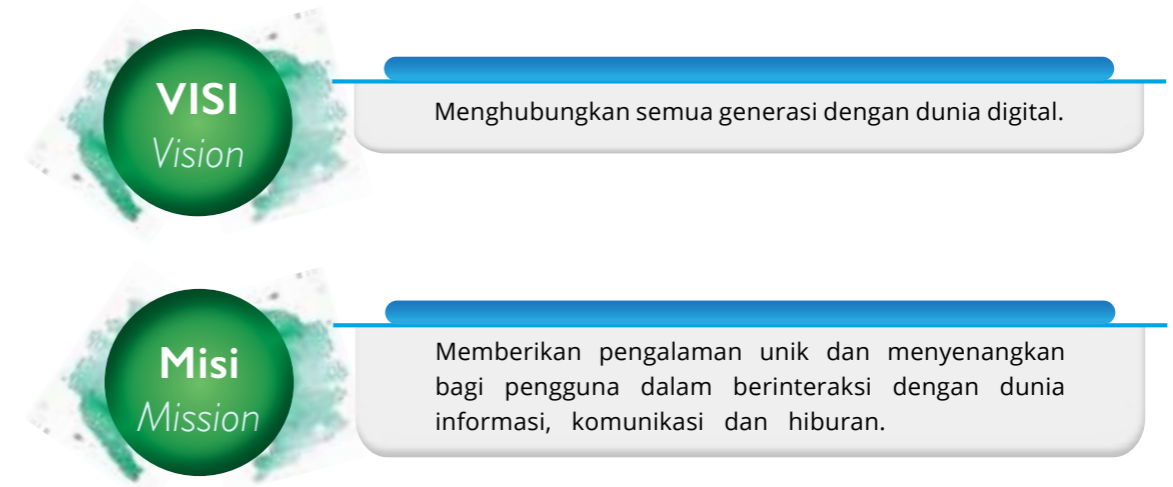 VISI
Vision
Menghubungkan semua generasi dengan dunia digital.
Misi
Mission
Memberikan pengalaman unik dan menyenangkan
bagi pengguna dalam berinteraksi dengan dunia
informasi, komunikasi dan hiburan.